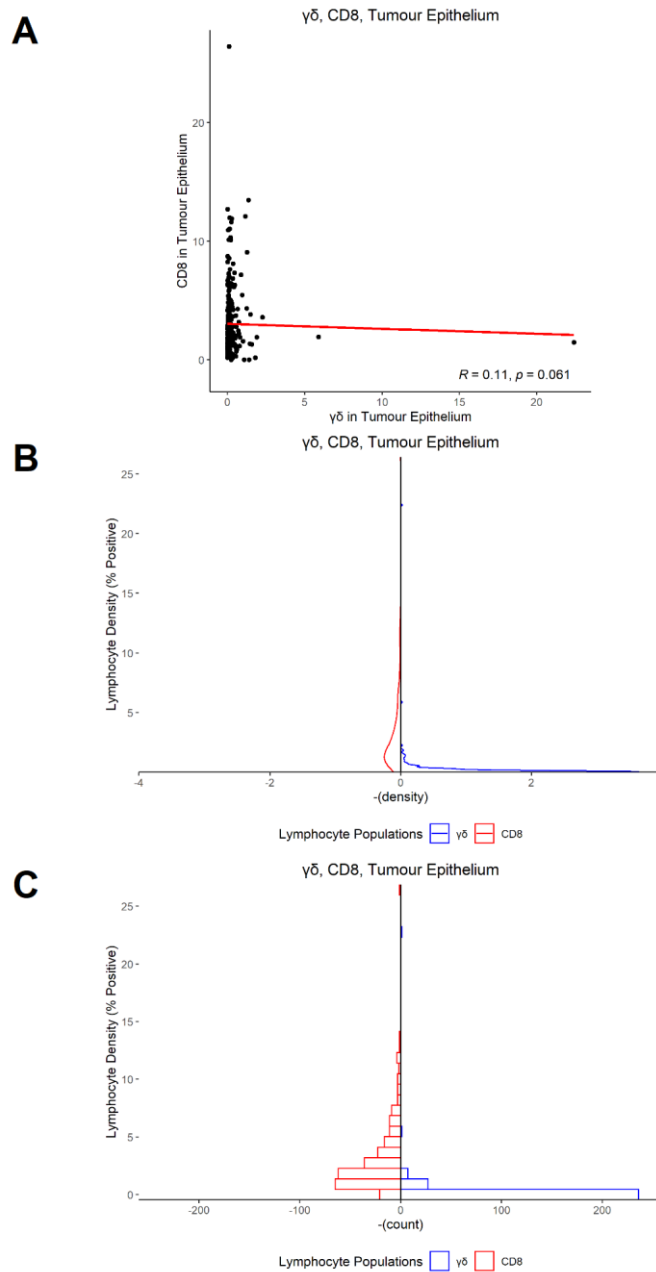 A
γδ, CD8, Tumour Epithelium
CD8 in Tumour Epithelium
20
10
0
R = 0.11, p = 0.061
0 5 10 15 20
γδ in Tumour Epithelium
B
γδ, CD8, Tumour Epithelium
Lymphocyte Density (% Positive)
25
20
15
10
5
-4 -2 0 2
-(density)
Lymphocyte Populations γδ CD8
C
γδ, CD8, Tumour Epithelium
Lymphocyte Density (% Positive)
25
20
15
10
5
0
-200 -100 0 100 200
-(count)
Lymphocyte Populations γδ CD8